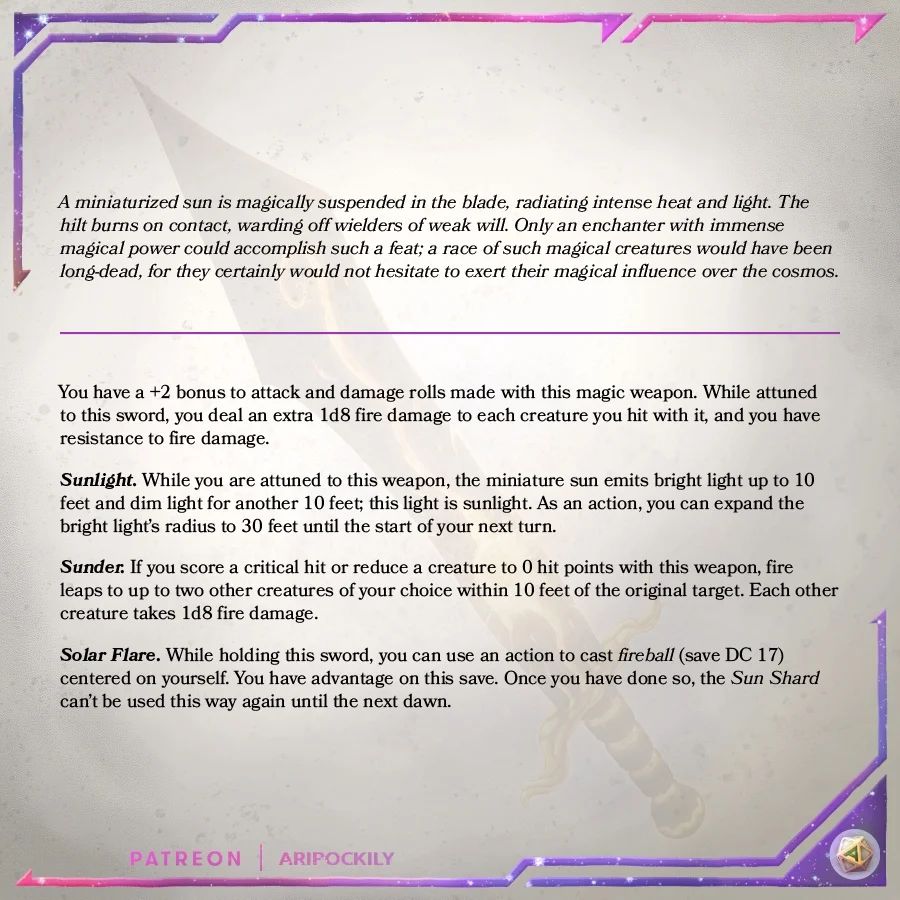 A miniaturized sun is magically suspended in the blade, radiating intense heat and light. The
hilt burns on contact, warding off wielders of weak will. Only an enchanter with immense
magical power could accomplish such a feat; a race of such magical creatures would have been
long-dead, for they certainly would not hesitate to exert their magical influence over the cosmos.
You have a +2 bonus to attack and damage rolls made with this magic weapon. While attuned
to this sword, you deal an extra 1d8 fire damage to each creature you hit with it, and you have
resistance to fire damage.
Sunlight. While you are attuned to this weapon, the miniature sun emits bright light up to 10
feet and dim light for another 10 feet; this light is sunlight. As an action, you can expand the
bright light's radius to 30 feet until the start of your next turn.
Sunder. If you score a critical hit or reduce a creature to 0 hit points with this weapon, fire
leaps to up to two other creatures of your choice within 10 feet of the original target. Each other
creature takes 1d8 fire damage.
Solar Flare. While holding this sword, you can use an action to cast fireball (save DC 17)
centered on yourself. You have advantage on this save. Once you have done so, the Sun Shard
can't be used this way again until the next dawn.
PATREON | ARIPOCKILY